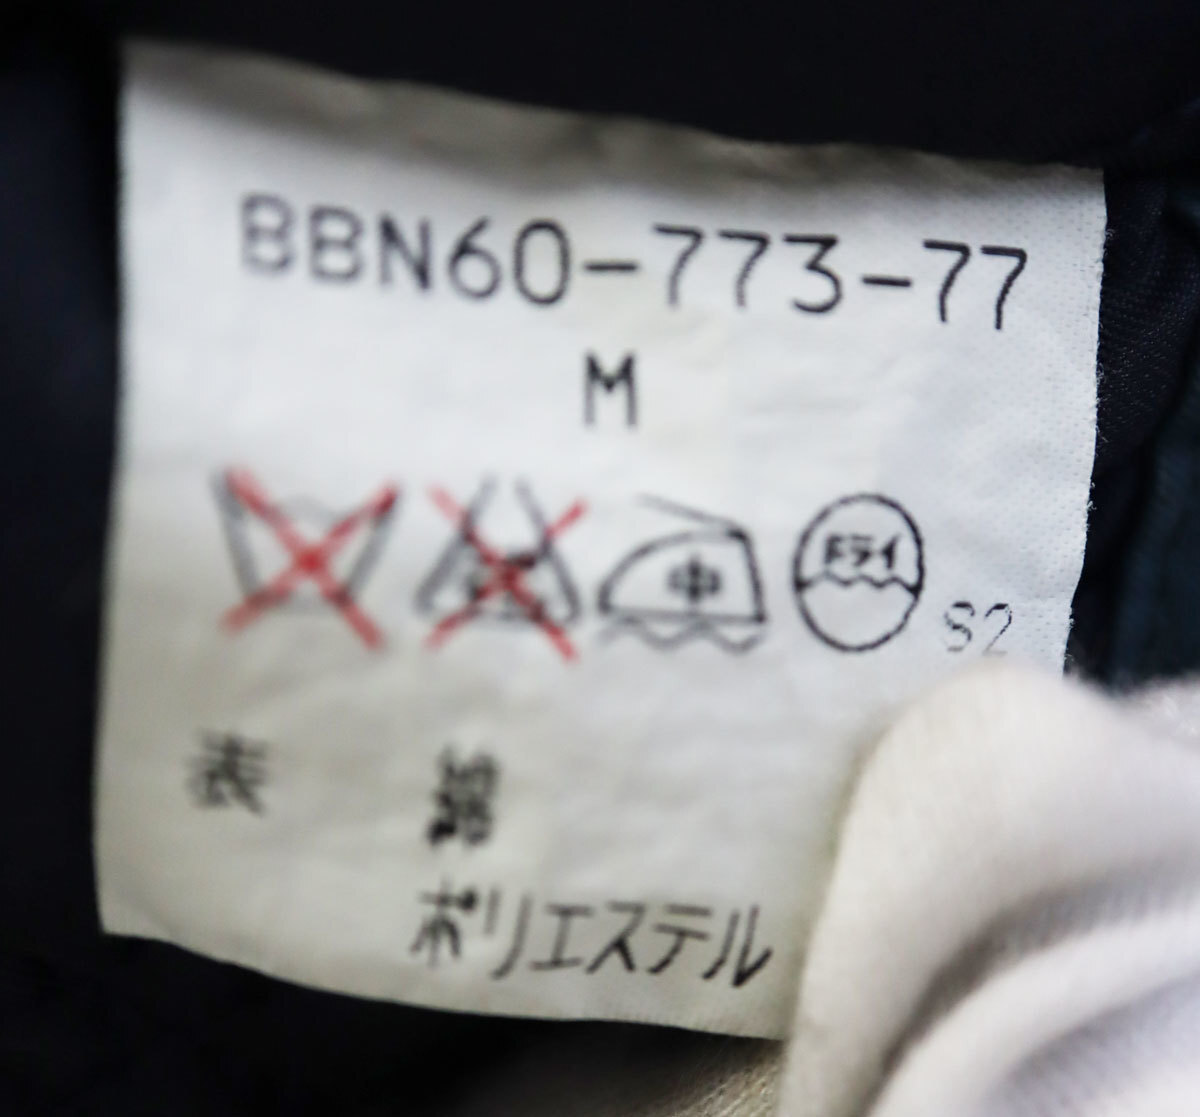 BBN60-773-77
M
中 ドライ S2
表 綿
ポリエステル